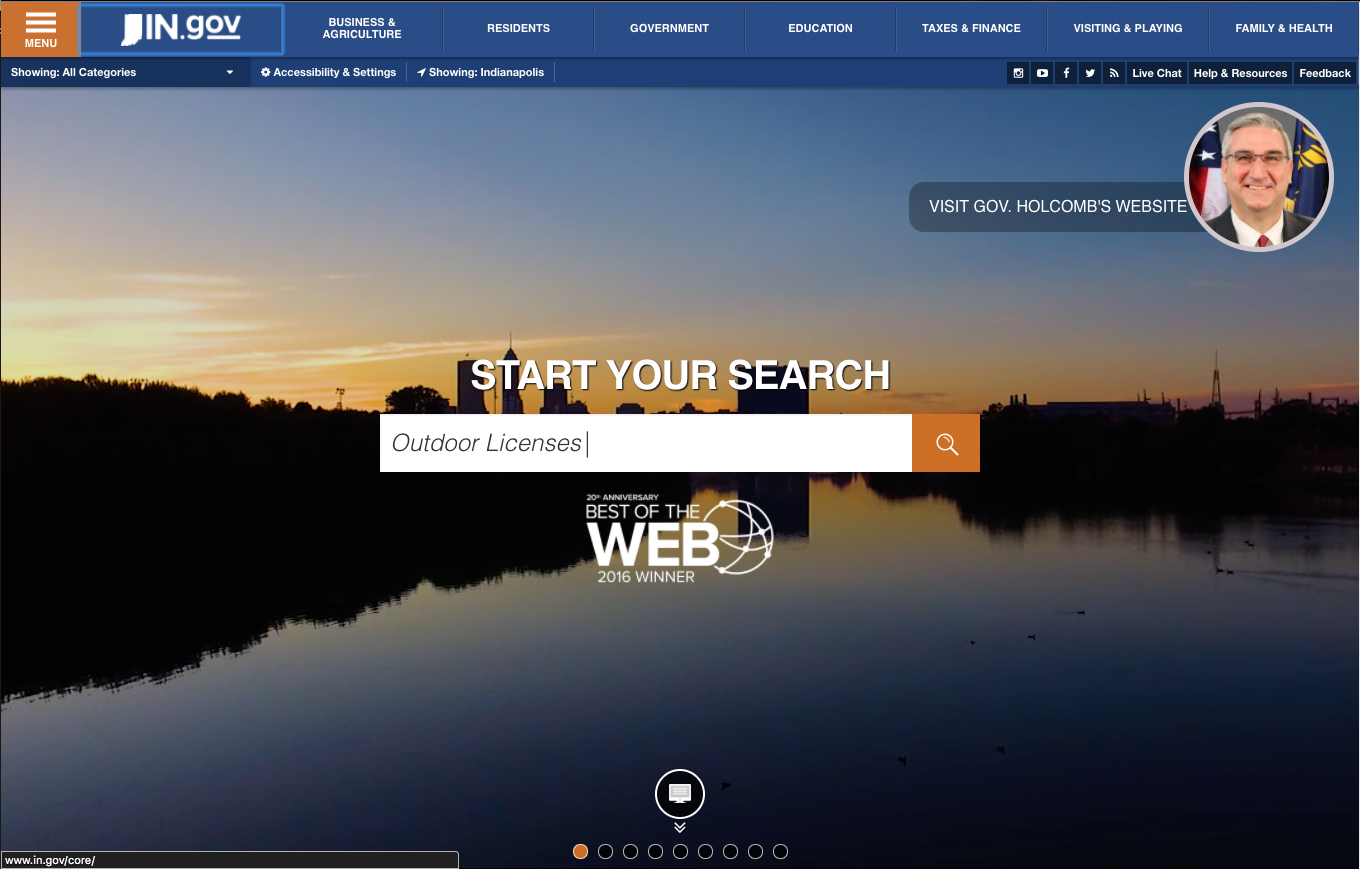 MENU
IN.gov
BUSINESS &
AGRICULTURE
RESIDENTS
GOVERNMENT
EDUCATION
TAXES & FINANCE
VISITING & PLAYING
FAMILY & HEALTH
Showing: All Categories
Accessibility & Settings
Showing: Indianapolis
Live Chat
Help & Resources
Feedback
VISIT GOV. HOLCOMB'S WEBSITE
START YOUR SEARCH
Outdoor Licenses
20th ANNIVERSARY
BEST OF THE
WEB
2016 WINNER
www.in.gov/core/